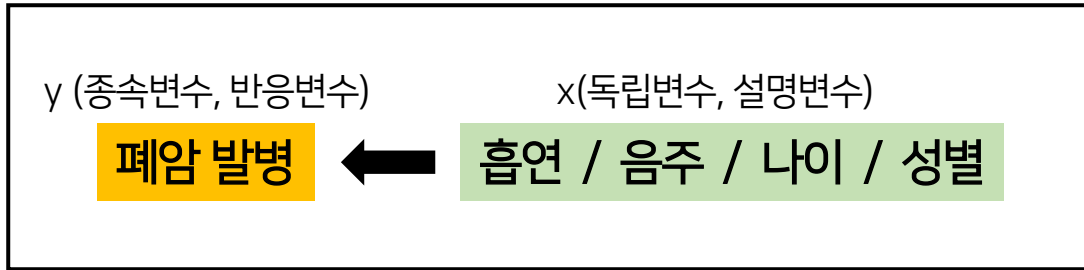 y (종속변수, 반응변수) x(독립변수, 설명변수)
폐암 발병 흡연 / 음주 / 나이 / 성별